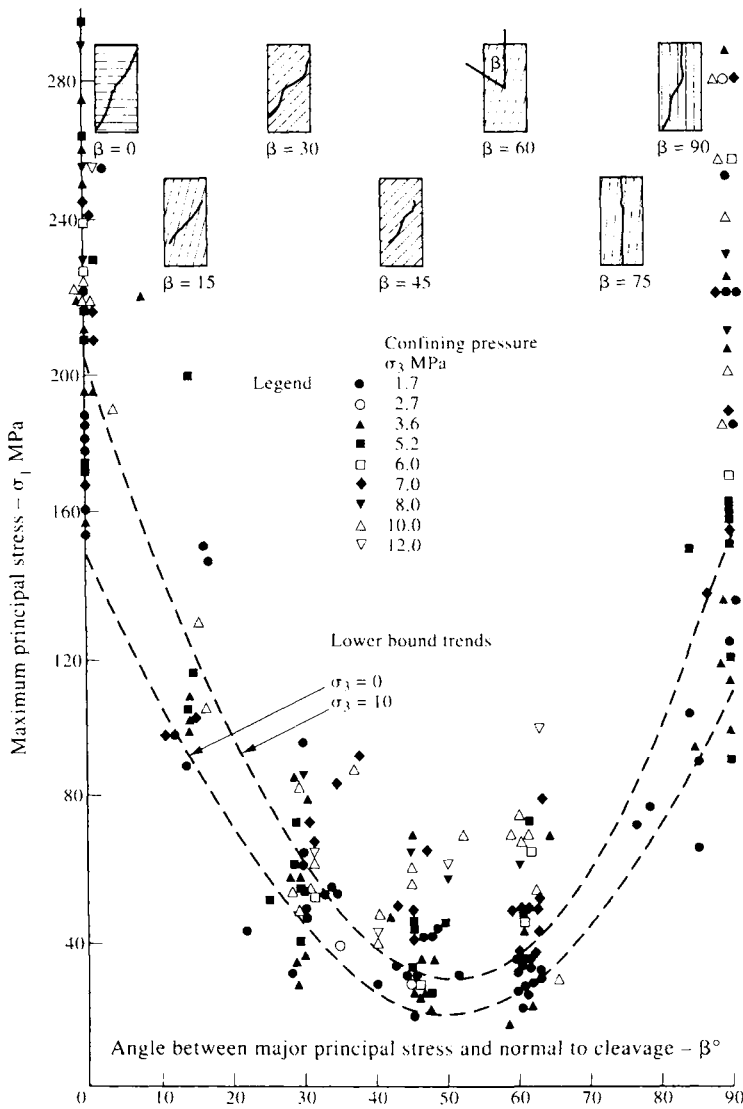 280
240
200
160
120
80
40
0
Maximum principal stress – σ₁ MPa
β
β = 0
β = 30
β = 60
β = 90
β = 15
β = 45
β = 75
Legend
Confining pressure
σ₃ MPa
1.7
2.7
3.6
5.2
6.0
7.0
8.0
10.0
12.0
Lower bound trends
σ₃ = 0
σ₃ = 10
Angle between major principal stress and normal to cleavage – β°
0 20 30 40 50 60 70 80 90